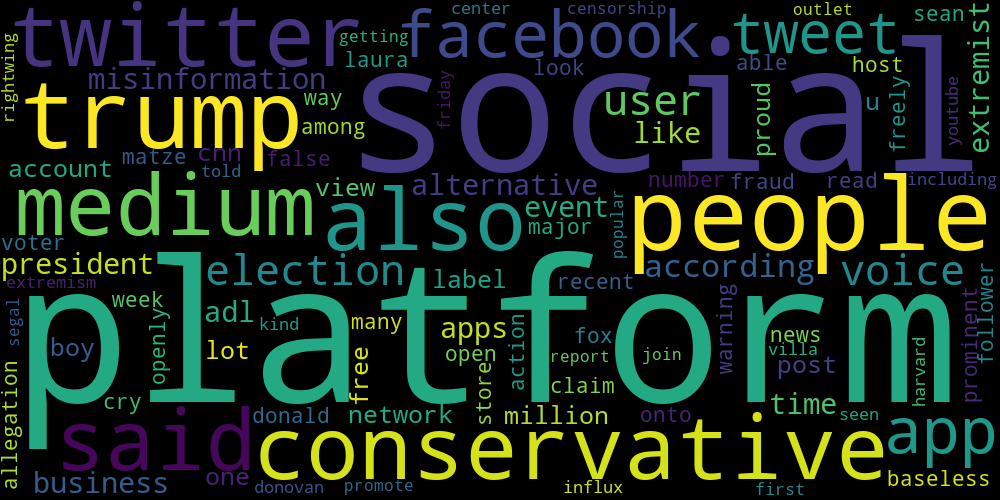 twitter
facebook
center
censorship
outlet
tweet
sean
getting
rightwing
misinformation
laura
look
able
host
social
extremist
trump
way
among
friday
user
like
proud
u
freely
youtube
account
matze
cnn
false
told
medium
view
alternative
number
fraud
read
including
also
event
major
popular
people
voter
president
extremism
election
label
according
recent
voice
platform
segal
week
openly
adl
kind
many
apps
action
fox
warning
news
prominent
follower
boy
lot
free
open
store
report
join
villa
post
harvard
claim
cry
donald
network
million
onto
time
seen
said
conservative
app
allegation
business
one
donovan
promote
influx
first
baseless